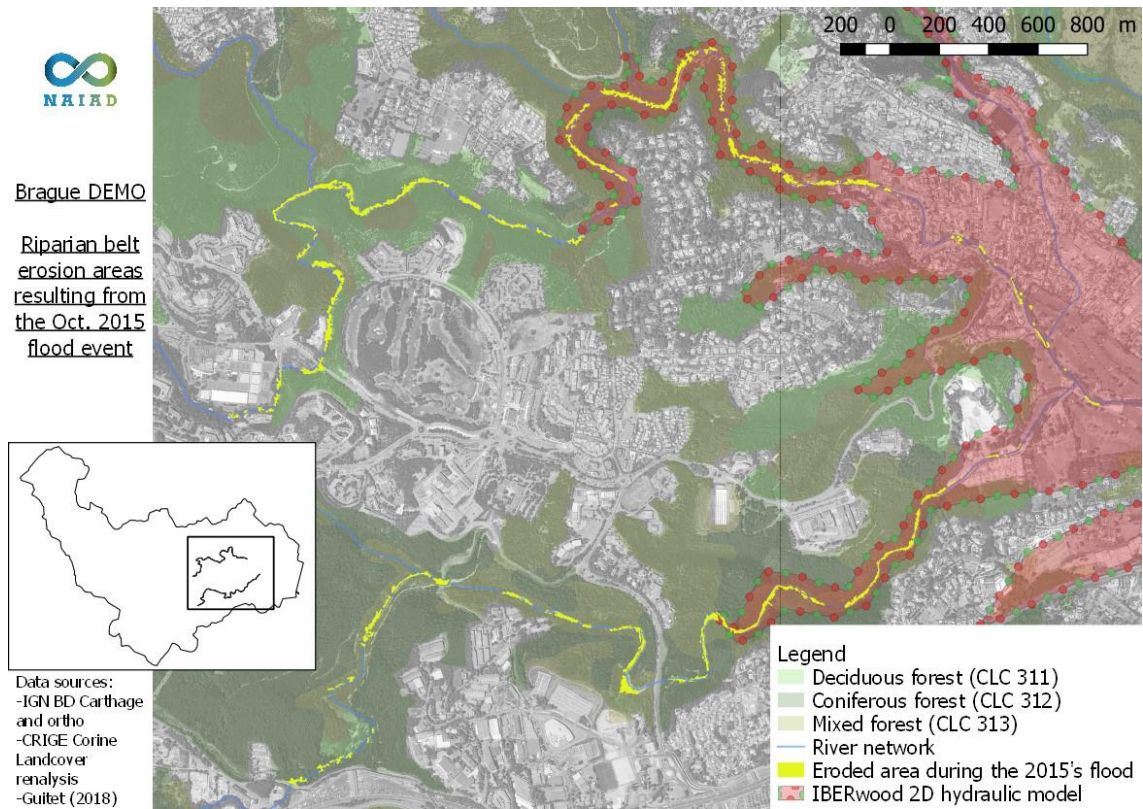 200 0 200 400 600 800 m
NAIAD
Brague DEMO
Riparian belt
erosion areas
resulting from
the Oct. 2015
flood event
Data sources:
-IGN BD Carthage
and ortho
-CRIGE Corine
Landcover
renalysis
-Guitet (2018)
Legend
Deciduous forest (CLC 311)
Coniferous forest (CLC 312)
Mixed forest (CLC 313)
River network
Eroded area during the 2015's flood
IBERwood 2D hydraulic model